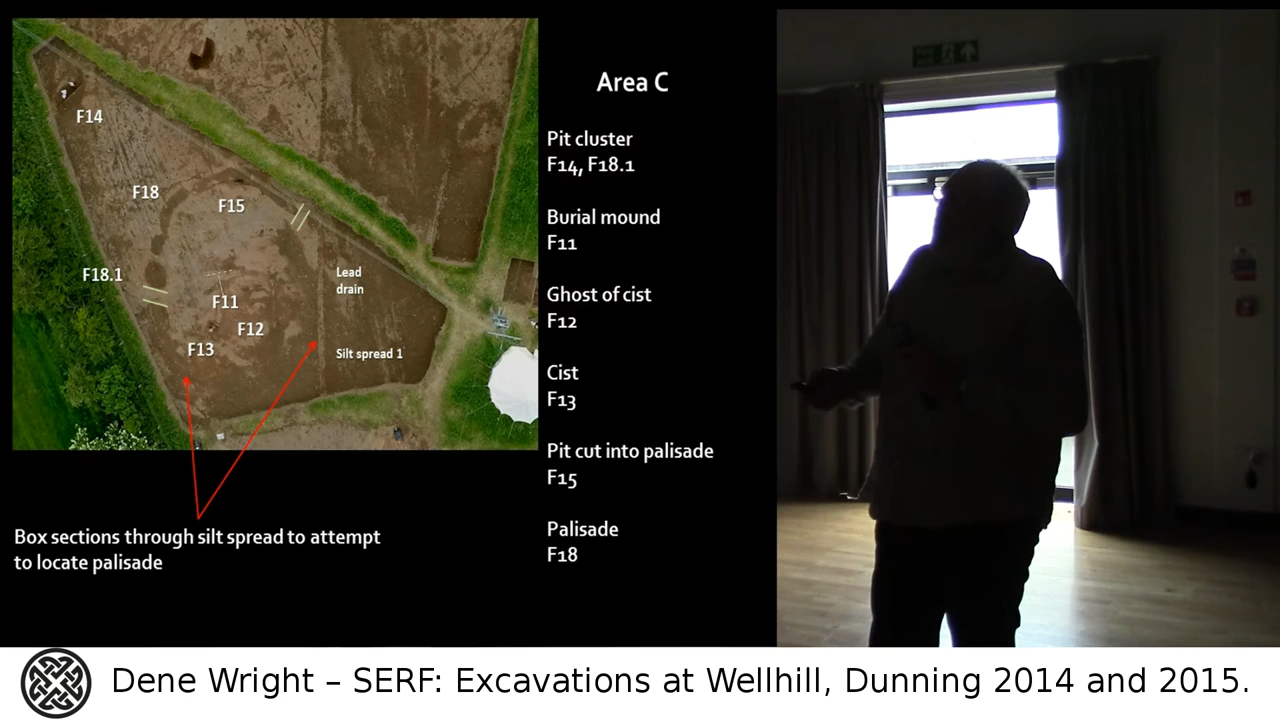 F14
F18
F15
F18.1
F11
F12
F13
Lead
drain
Silt spread 1
Box sections through silt spread to attempt
to locate palisade
Area C
Pit cluster
F14, F18.1
Burial mound
F11
Ghost of cist
F12
Cist
F13
Pit cut into palisade
F15
Palisade
F18
Dene Wright – SERF: Excavations at Wellhill, Dunning 2014 and 2015.